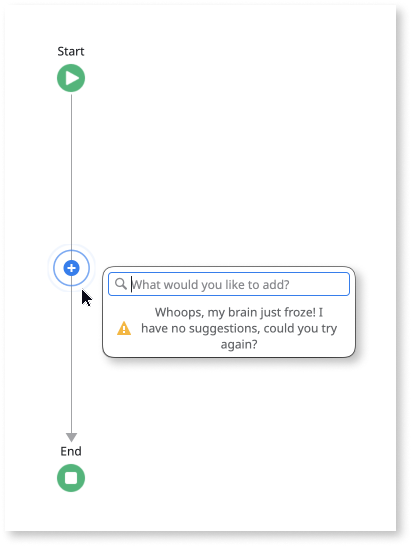 Start
What would you like to add?
Whoops, my brain just froze! I
have no suggestions, could you try
again?
End